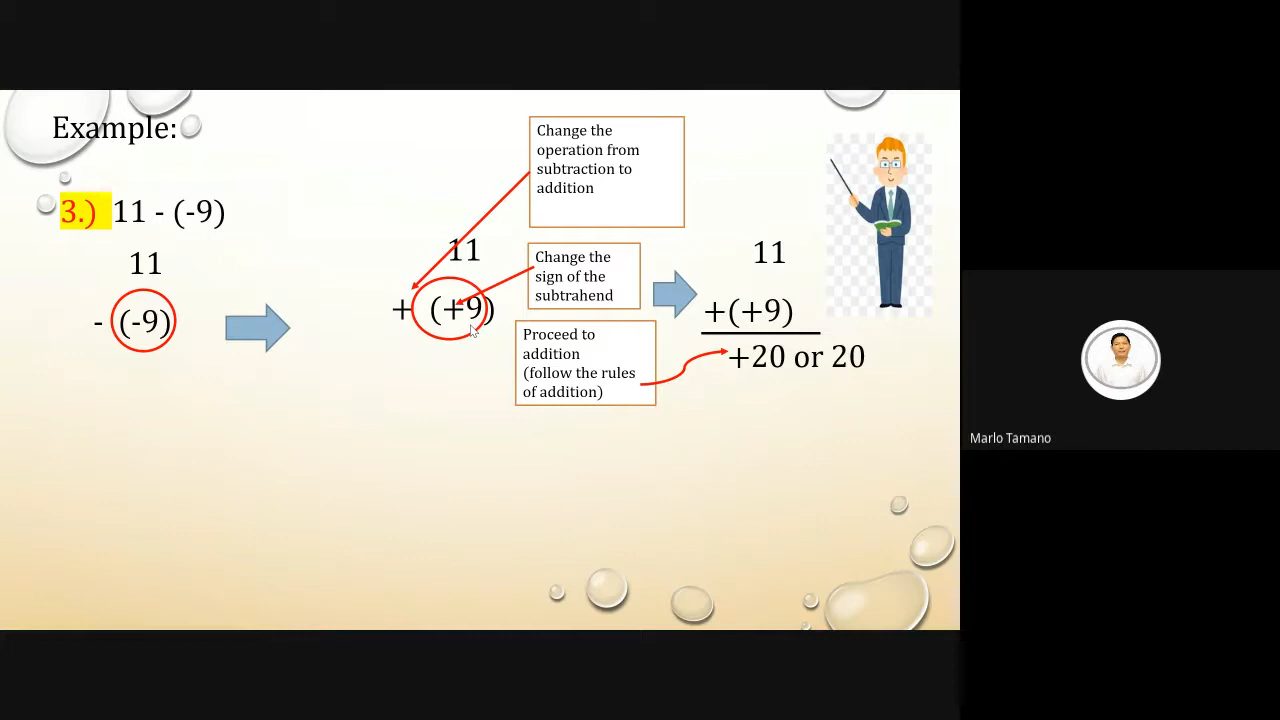 Example:
3.) 11 - (-9)
11
- (-9)
11
+ (+9)
Change the
operation from
subtraction to
addition
Change the
sign of the
subtrahend
Proceed to
addition
(follow the rules
of addition)
11
+(+9)
+20 or 20
Marlo Tamano